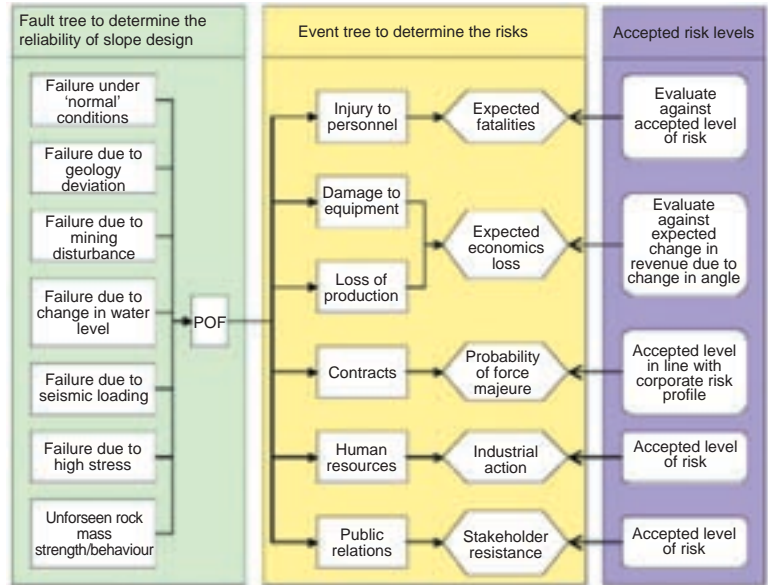 Fault tree to determine the
reliability of slope design
Failure under
‘normal’
conditions
Failure due to
geology
deviation
Failure due to
mining
disturbance
Failure due to
change in water
level
Failure due to
seismic loading
Failure due to
high stress
Unforseen rock
mass
strength/behaviour
POF
Event tree to determine the risks
Injury to
personnel
Damage to
equipment
Loss of
production
Contracts
Human
resources
Public
relations
Expected
fatalities
Expected
economics
loss
Probability
of force
majeure
Industrial
action
Stakeholder
resistance
Accepted risk levels
Evaluate
against
accepted level
of risk
Evaluate
against
expected
change in
revenue due to
change in angle
Accepted level
in line with
corporate risk
profile
Accepted level
of risk
Accepted level
of risk